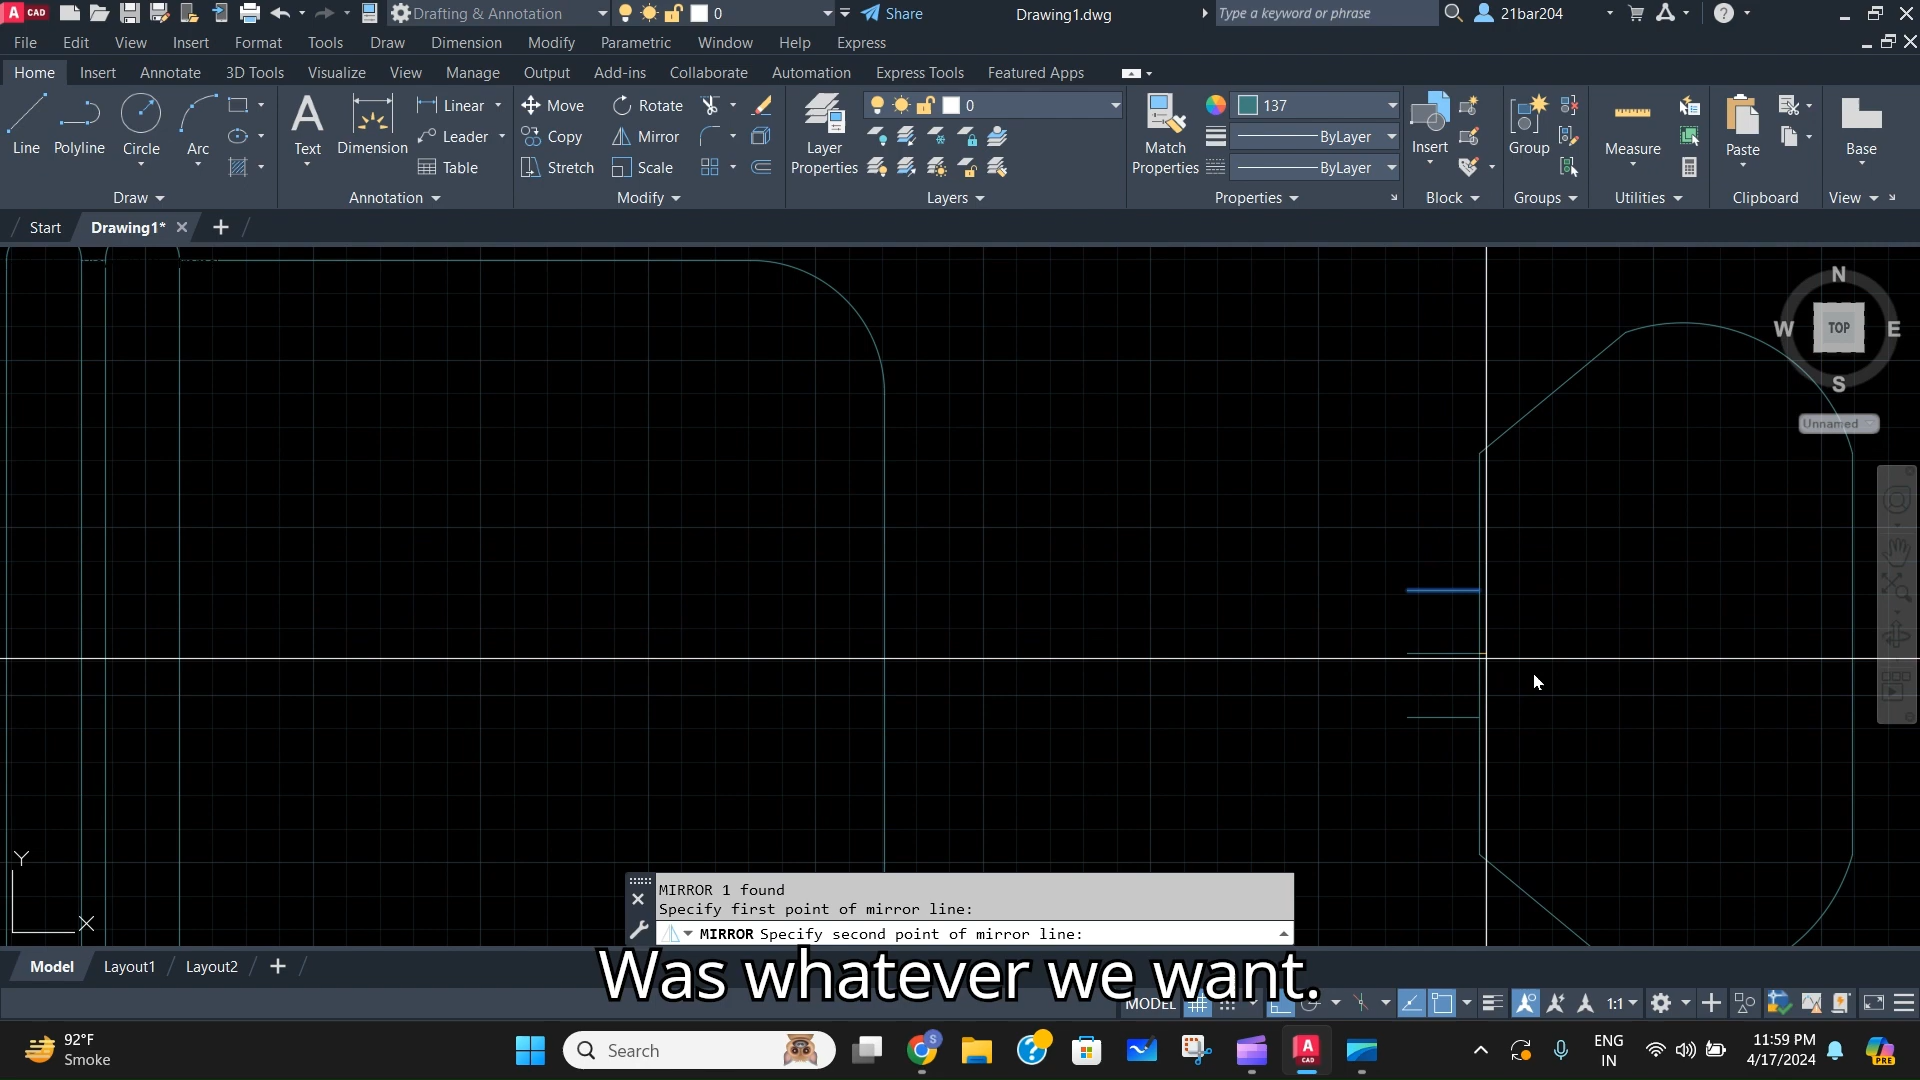 A CAD Drafting & Annotation 0 Share Drawing1.dwg Type a keyword or phrase 21bar204
File Edit View Insert Format Tools Draw Dimension Modify Parametric Window Help Express
Home Insert Annotate 3D Tools Visualize View Manage Output Add-ins Collaborate Automation Express Tools Featured Apps
Line Polyline Circle Arc
Draw
Text Dimension
Linear
Leader
Table
Annotation
Move Rotate
Copy Mirror
Stretch Scale
Modify
Layer
Properties
0
Layers
Match
Properties
137
ByLayer
ByLayer
Properties
Insert
Block
Group
Groups
Measure
Utilities
Paste
Clipboard
Base
View
Start Drawing1*
N
W TOP E
S
Unnamed
Y
X
MIRROR 1 found
Specify first point of mirror line:
MIRROR Specify second point of mirror line:
Model Layout1 Layout2
Was whatever we want.
MODEL 1:1
92°F
Smoke
Search
ENG
IN
11:59 PM
4/17/2024
PRE